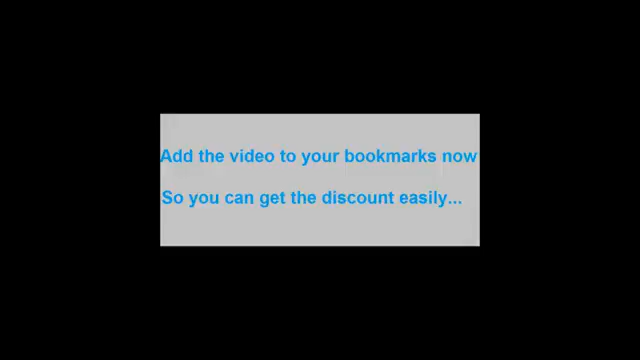 Add the video to your bookmarks now
So you can get the discount easily...